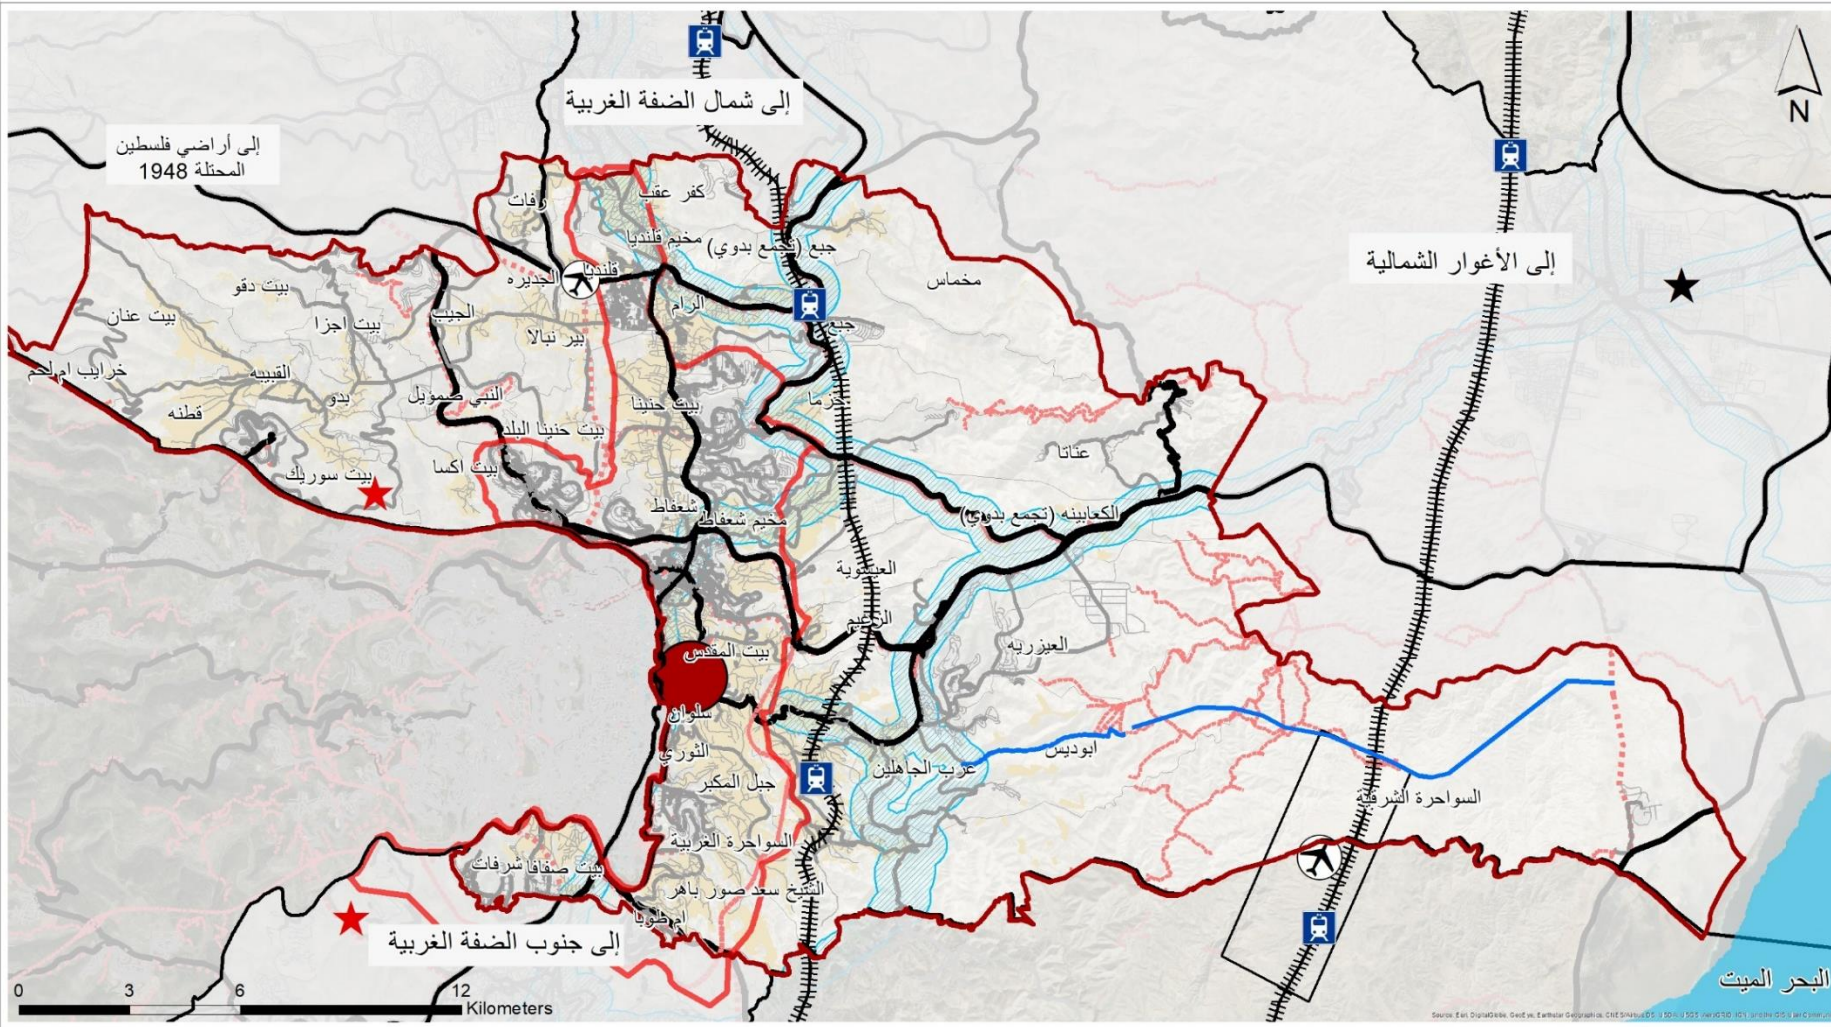 إلى شمال الضفة الغربية
N
إلى أراضي فلسطين
المحتلة 1948
كفر عقب
رفات
مخيم قلنديا
جبع (تجمع بدوي)
إلى الأغوار الشمالية
قلنديا
الجديره
مخماس
بيت دقو
الرام
بيت عنان
بيت اجزا
الجيب
جبع
بير نبالا
خرايب ام لحم
القبيبه
بدو
النبي صموئيل
بيت حنينا
حزما
قطنه
بيت حنينا البلد
عناتا
بيت سوريك
بيت اكسا
شعفاط
مخيم شعفاط
الكعابينه (تجمع بدوي)
العيسوية
الزعيم
العيزريه
بيت المقدس
سلوان
الثوري
ابوديس
عرب الجاهلين
جبل المكبر
السواحرة الشرقية
السواحرة الغربية
شرفات
بيت صفافا
الشيخ سعد
صور باهر
ام طوبا
إلى جنوب الضفة الغربية
البحر الميت
0 3 6 12
Kilometers